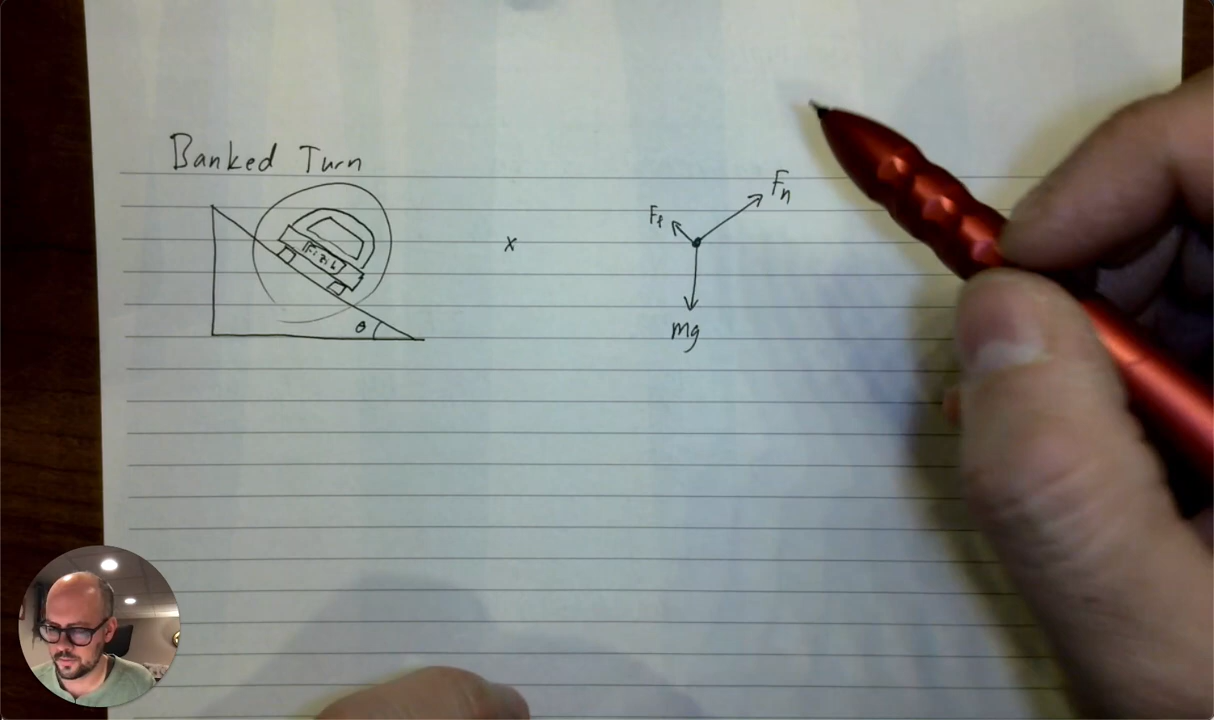 Banked Turn
Fn
Ff
x
θ
mg